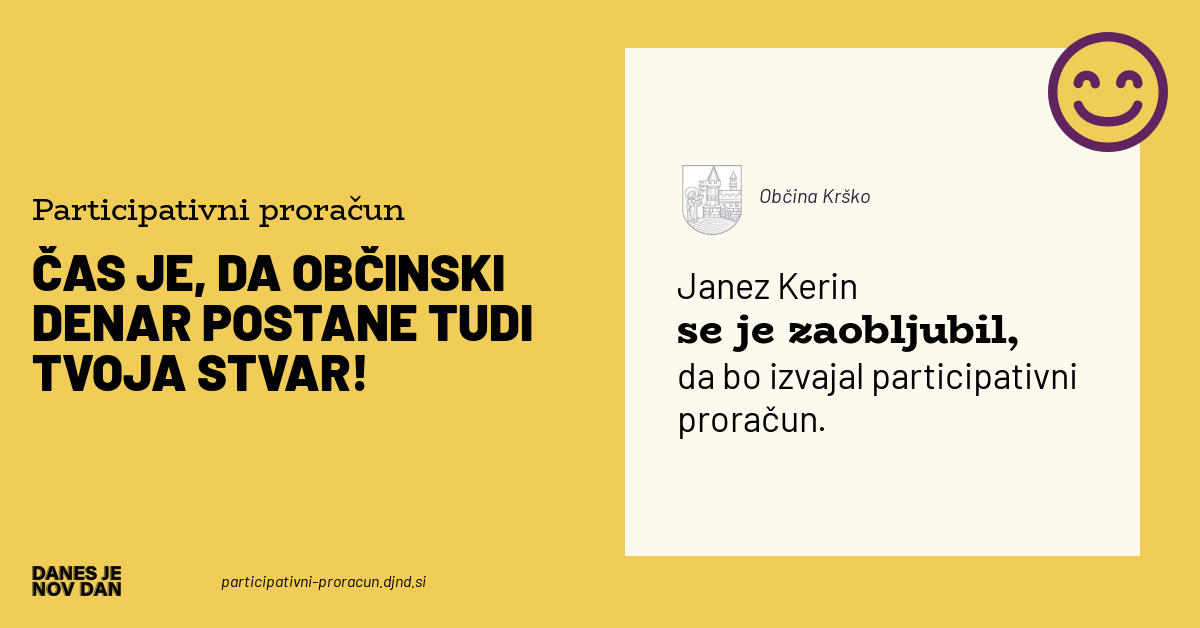 Participativni proračun
ČAS JE, DA OBČINSKI
DENAR POSTANE TUDI
TVOJA STVAR!
Občina Krško
Janez Kerin
se je zaobljubil,
da bo izvajal participativni
proračun.
DANES JE
NOV DAN
participativni-proracun.djnd.si